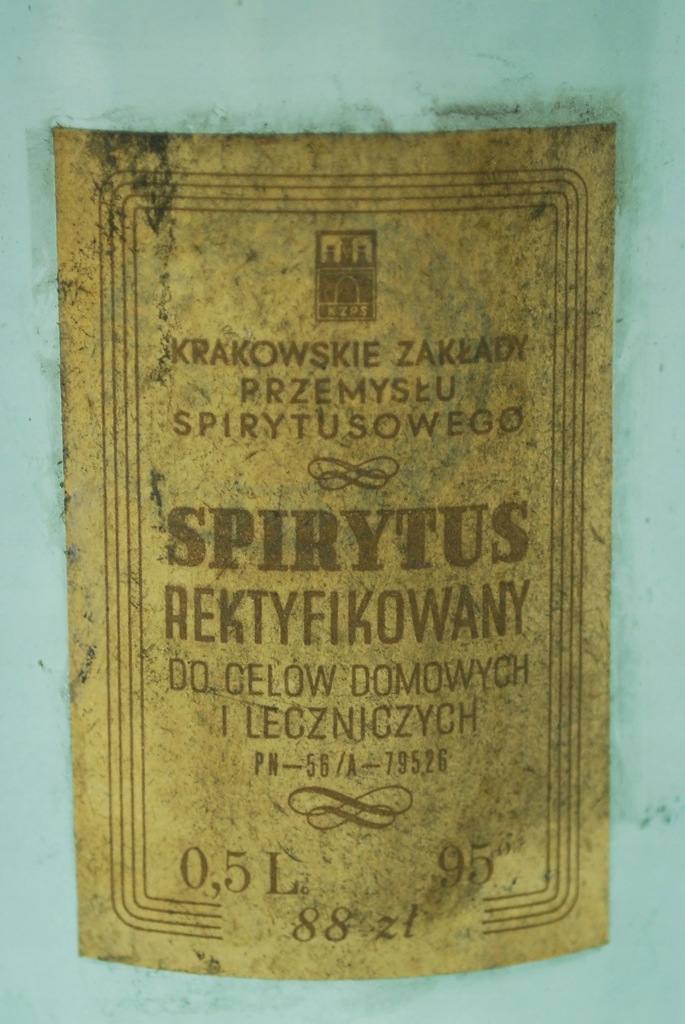 KZPS
KRAKOWSKIE ZAKŁADY
PRZEMYSŁU
SPIRYTUSOWEGO
SPIRYTUS
REKTYFIKOWANY
DO CELÓW DOMOWYCH
I LECZNICZYCH
PN—56/A—79526
0,5 L. 95°
88 zł